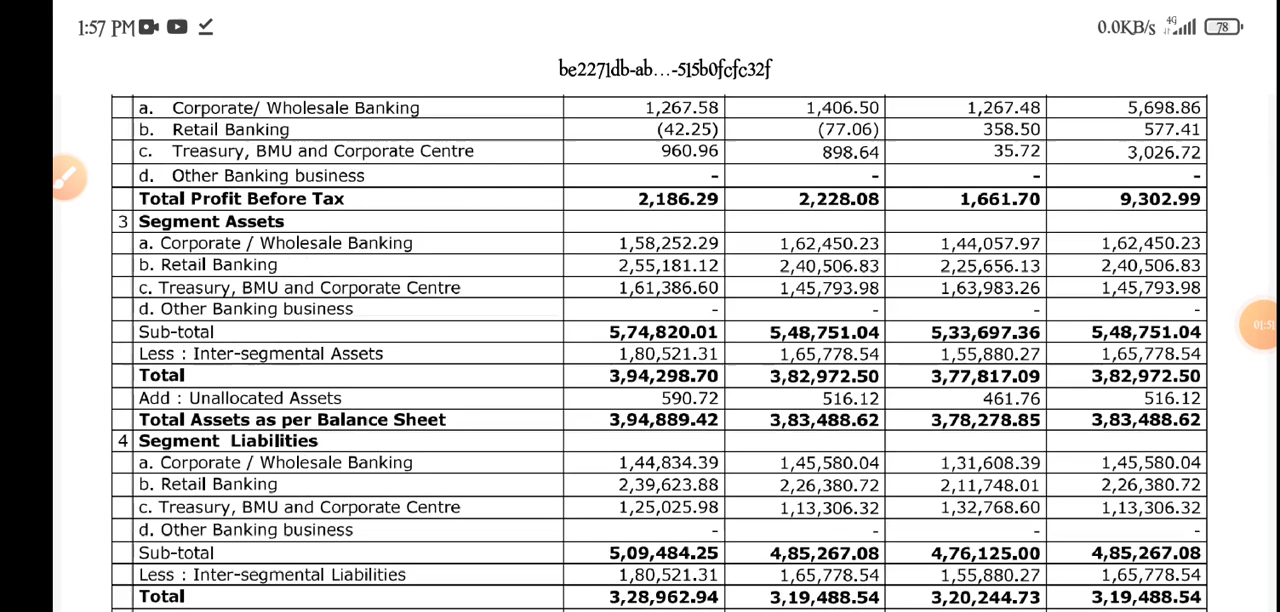 1:57 PM
0.0KB/s 4G 78
be2271db-ab...-515b0fcfc32f
a. Corporate/ Wholesale Banking 1,267.58 1,406.50 1,267.48 5,698.86
b. Retail Banking (42.25) (77.06) 358.50 577.41
c. Treasury, BMU and Corporate Centre 960.96 898.64 35.72 3,026.72
d. Other Banking business - - - -
Total Profit Before Tax 2,186.29 2,228.08 1,661.70 9,302.99
3 Segment Assets
a. Corporate / Wholesale Banking 1,58,252.29 1,62,450.23 1,44,057.97 1,62,450.23
b. Retail Banking 2,55,181.12 2,40,506.83 2,25,656.13 2,40,506.83
c. Treasury, BMU and Corporate Centre 1,61,386.60 1,45,793.98 1,63,983.26 1,45,793.98
d. Other Banking business - - - -
Sub-total 5,74,820.01 5,48,751.04 5,33,697.36 5,48,751.04
Less : Inter-segmental Assets 1,80,521.31 1,65,778.54 1,55,880.27 1,65,778.54
01:51
Total 3,94,298.70 3,82,972.50 3,77,817.09 3,82,972.50
Add : Unallocated Assets 590.72 516.12 461.76 516.12
Total Assets as per Balance Sheet 3,94,889.42 3,83,488.62 3,78,278.85 3,83,488.62
4 Segment Liabilities
a. Corporate / Wholesale Banking 1,44,834.39 1,45,580.04 1,31,608.39 1,45,580.04
b. Retail Banking 2,39,623.88 2,26,380.72 2,11,748.01 2,26,380.72
c. Treasury, BMU and Corporate Centre 1,25,025.98 1,13,306.32 1,32,768.60 1,13,306.32
d. Other Banking business - - - -
Sub-total 5,09,484.25 4,85,267.08 4,76,125.00 4,85,267.08
Less : Inter-segmental Liabilities 1,80,521.31 1,65,778.54 1,55,880.27 1,65,778.54
Total 3,28,962.94 3,19,488.54 3,20,244.73 3,19,488.54